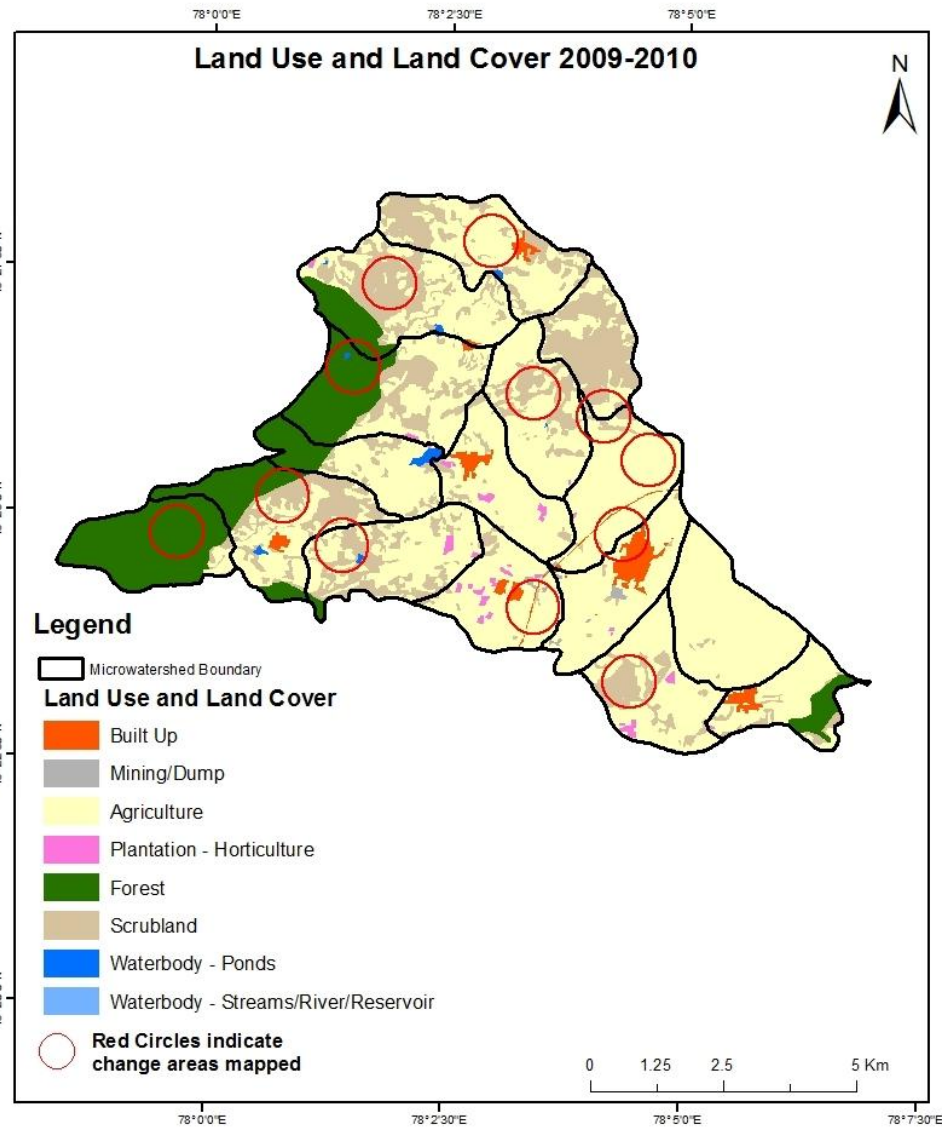 78°0'0"E 78°2'30"E 78°5'0"E
Land Use and Land Cover 2009-2010
N
Legend
Microwatershed Boundary
Land Use and Land Cover
Built Up
Mining/Dump
Agriculture
Plantation - Horticulture
Forest
Scrubland
Waterbody - Ponds
Waterbody - Streams/River/Reservoir
Red Circles indicate
change areas mapped
0 1.25 2.5 5 Km
78°0'0"E 78°2'30"E 78°5'0"E 78°7'30"E